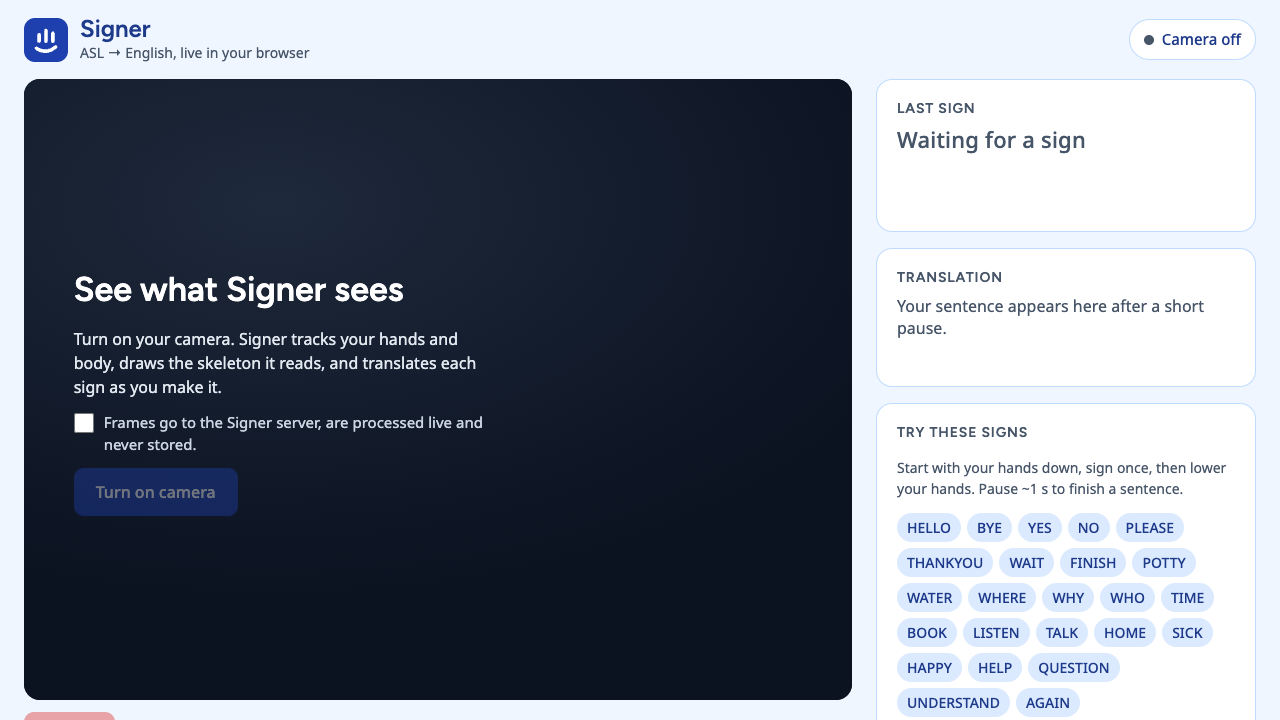 Signer
ASL → English, live in your browser
Camera off
See what Signer sees
Turn on your camera. Signer tracks your hands and
body, draws the skeleton it reads, and translates each
sign as you make it.
Frames go to the Signer server, are processed live and
never stored.
Turn on camera
LAST SIGN
Waiting for a sign
TRANSLATION
Your sentence appears here after a short
pause.
TRY THESE SIGNS
Start with your hands down, sign once, then lower
your hands. Pause ~1 s to finish a sentence.
HELLO BYE YES NO PLEASE
THANKYOU WAIT FINISH POTTY
WATER WHERE WHY WHO TIME
BOOK LISTEN TALK HOME SICK
HAPPY HELP QUESTION
UNDERSTAND AGAIN